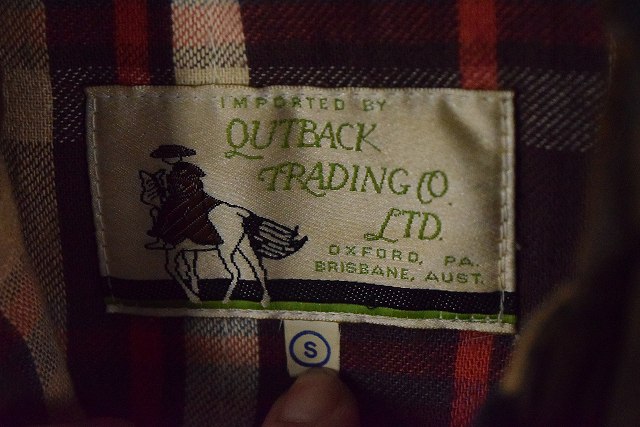 IMPORTED BY
OUTBACK
TRADING CO.
LTD.
OXFORD, PA.
BRISBANE, AUST.
S